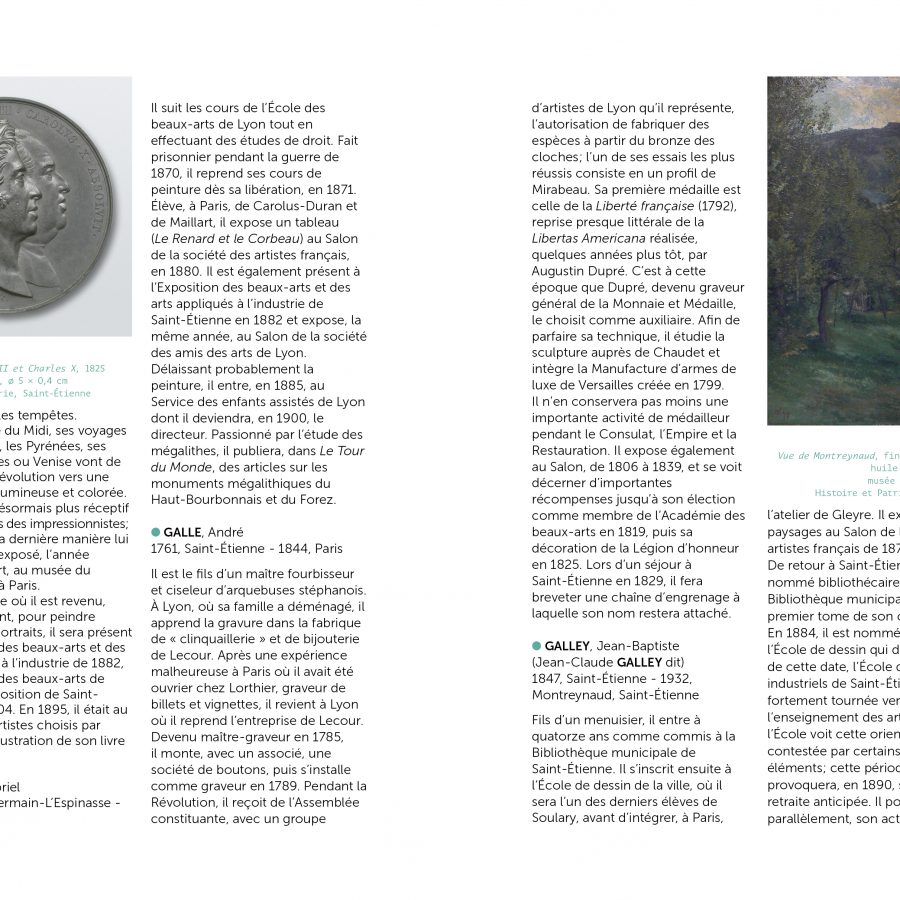 HI · CAROLUS X ABSOLVIT
II et Charles X, 1825
, ø 5 × 0,4 cm
rie, Saint-Étienne
es tempêtes.
du Midi, ses voyages
, les Pyrénées, ses
es ou Venise vont de
évolution vers une
umineuse et colorée.
ésormais plus réceptif
s des impressionnistes;
a dernière manière lui
exposé, l’année
rt, au musée du
à Paris.
e où il est revenu,
nt, pour peindre
ortraits, il sera présent
des beaux-arts et des
à l’industrie de 1882,
des beaux-arts de
position de Saint-
04. En 1895, il était au
rtistes choisis par
ustration de son livre
riel
ermain-L’Espinasse -
Il suit les cours de l’École des
beaux-arts de Lyon tout en
effectuant des études de droit. Fait
prisonnier pendant la guerre de
1870, il reprend ses cours de
peinture dès sa libération, en 1871.
Élève, à Paris, de Carolus-Duran et
de Maillart, il expose un tableau
(Le Renard et le Corbeau) au Salon
de la société des artistes français,
en 1880. Il est également présent à
l’Exposition des beaux-arts et des
arts appliqués à l’industrie de
Saint-Étienne en 1882 et expose, la
même année, au Salon de la société
des amis des arts de Lyon.
Délaissant probablement la
peinture, il entre, en 1885, au
Service des enfants assistés de Lyon
dont il deviendra, en 1900, le
directeur. Passionné par l’étude des
mégalithes, il publiera, dans Le Tour
du Monde, des articles sur les
monuments mégalithiques du
Haut-Bourbonnais et du Forez.
GALLE, André
1761, Saint-Étienne - 1844, Paris
Il est le fils d’un maître fourbisseur
et ciseleur d’arquebuses stéphanois.
À Lyon, où sa famille a déménagé, il
apprend la gravure dans la fabrique
de « clinquaillerie » et de bijouterie
de Lecour. Après une expérience
malheureuse à Paris où il avait été
ouvrier chez Lorthier, graveur de
billets et vignettes, il revient à Lyon
où il reprend l’entreprise de Lecour.
Devenu maître-graveur en 1785,
il monte, avec un associé, une
société de boutons, puis s’installe
comme graveur en 1789. Pendant la
Révolution, il reçoit de l’Assemblée
constituante, avec un groupe
d’artistes de Lyon qu’il représente,
l’autorisation de fabriquer des
espèces à partir du bronze des
cloches; l’un de ses essais les plus
réussis consiste en un profil de
Mirabeau. Sa première médaille est
celle de la Liberté française (1792),
reprise presque littérale de la
Libertas Americana réalisée,
quelques années plus tôt, par
Augustin Dupré. C’est à cette
époque que Dupré, devenu graveur
général de la Monnaie et Médaille,
le choisit comme auxiliaire. Afin de
parfaire sa technique, il étudie la
sculpture auprès de Chaudet et
intègre la Manufacture d’armes de
luxe de Versailles créée en 1799.
Il n’en conservera pas moins une
importante activité de médailleur
pendant le Consulat, l’Empire et la
Restauration. Il expose également
au Salon, de 1806 à 1839, et se voit
décerner d’importantes
récompenses jusqu’à son élection
comme membre de l’Académie des
beaux-arts en 1819, puis sa
décoration de la Légion d’honneur
en 1825. Lors d’un séjour à
Saint-Étienne en 1829, il fera
breveter une chaîne d’engrenage à
laquelle son nom restera attaché.
GALLEY, Jean-Baptiste
(Jean-Claude GALLEY dit)
1847, Saint-Étienne - 1932,
Montreynaud, Saint-Étienne
Fils d’un menuisier, il entre à
quatorze ans comme commis à la
Bibliothèque municipale de
Saint-Étienne. Il s’inscrit ensuite à
l’École de dessin de la ville, où il
sera l’un des derniers élèves de
Soulary, avant d’intégrer, à Paris,
Vue de Montreynaud, fin
huile
musée
Histoire et Patri
l’atelier de Gleyre. Il ex
paysages au Salon de
artistes français de 187
De retour à Saint-Étien
nommé bibliothécaire
Bibliothèque municipa
premier tome de son c
En 1884, il est nommé
l’École de dessin qui d
de cette date, l’École d
industriels de Saint-Éti
fortement tournée ver
l’enseignement des art
l’École voit cette orien
contestée par certains
éléments; cette périod
provoquera, en 1890, s
retraite anticipée. Il po
parallèlement, son act